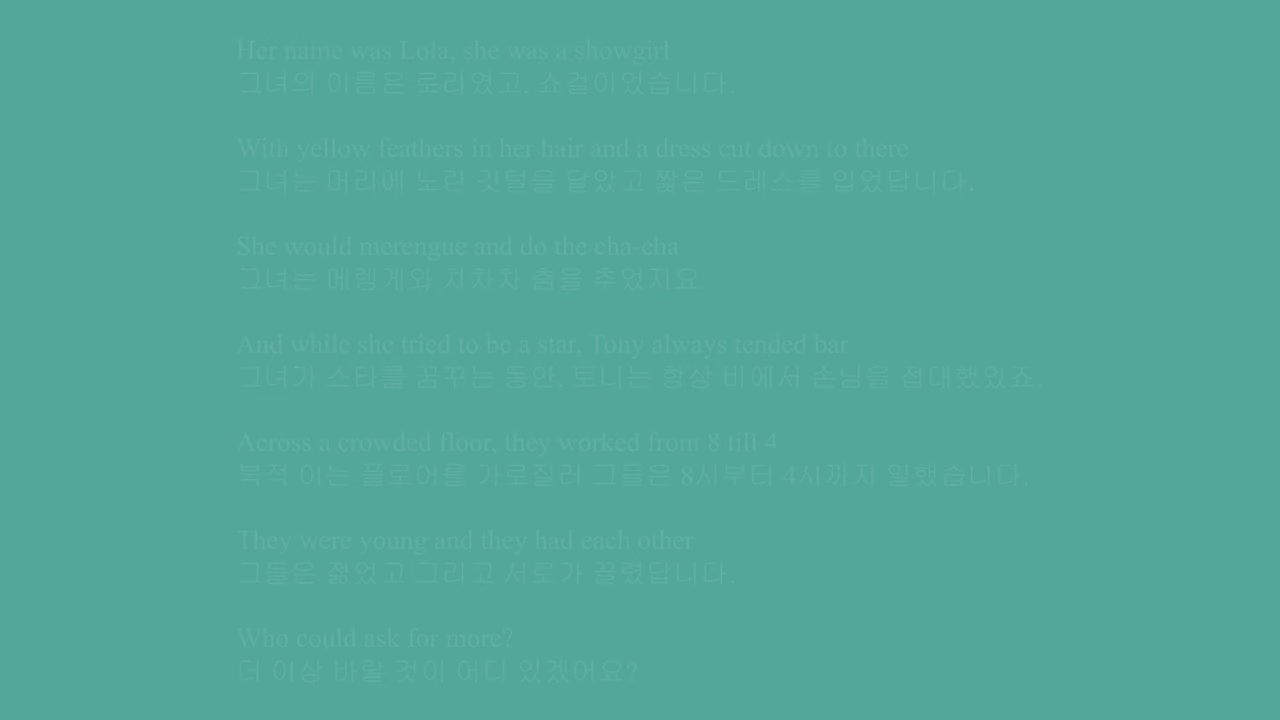 Her name was Lola, she was a showgirl
그녀의 이름은 로리였고, 쇼걸이었습니다.
With yellow feathers in her hair and a dress cut down to there
그녀는 머리에 노란 깃털을 달았고 짧은 드레스를 입었답니다.
She would merengue and do the cha-cha
그녀는 메렝게와 차차차 춤을 추었지요
And while she tried to be a star, Tony always tended bar
그녀가 스타를 꿈꾸는 동안, 토니는 항상 바에서 손님을 접대했었죠.
Across a crowded floor, they worked from 8 till 4
북적 이는 플로어를 가로질러 그들은 8시부터 4시까지 일했습니다.
They were young and they had each other
그들은 젊었고 그리고 서로가 끌렸답니다.
Who could ask for more?
더 이상 바랄 것이 어디 있겠어요?